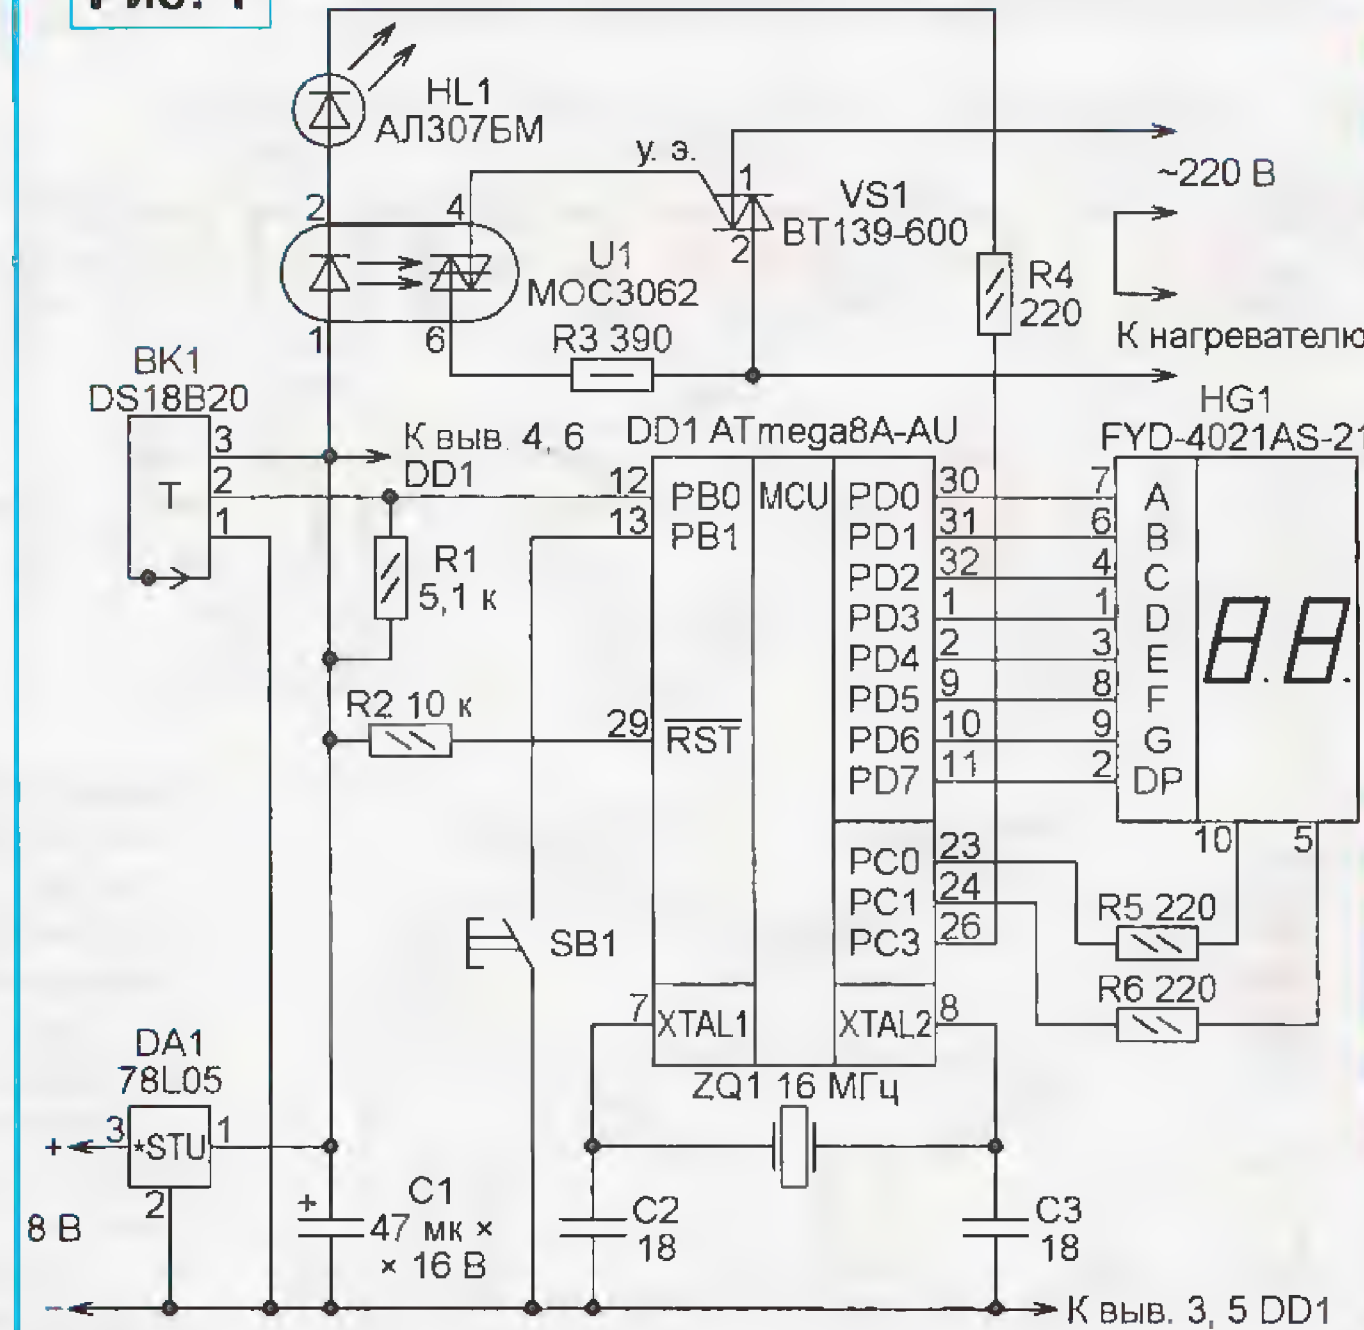 Рис. 1
HL1
АЛ307БМ
у. э.
1
~220 В
VS1
BT139-600
2
4
2
U1
MOC3062
R4
220
1
6
R3 390
К нагревателю
BK1
DS18B20
HG1
FYD-4021AS-21
DD1 ATmega8A-AU
К выв. 4, 6
DD1
3
2
1
T
12
13
PB0
PB1
MCU
PD0
PD1
PD2
PD3
PD4
PD5
PD6
PD7
30
31
32
1
2
9
10
11
7
6
4
1
3
8
9
2
A
B
C
D
E
F
G
DP
8.8.
R1
5,1 к
R2 10 к
29
RST
10
5
PC0
PC1
PC3
23
24
26
R5 220
R6 220
SB1
7
XTAL1
XTAL2
8
ZQ1 16 МГц
DA1
78L05
+
3
*STU
1
2
8 В
−
+
C1
47 мк ×
× 16 В
C2
18
C3
18
К выв. 3, 5 DD1